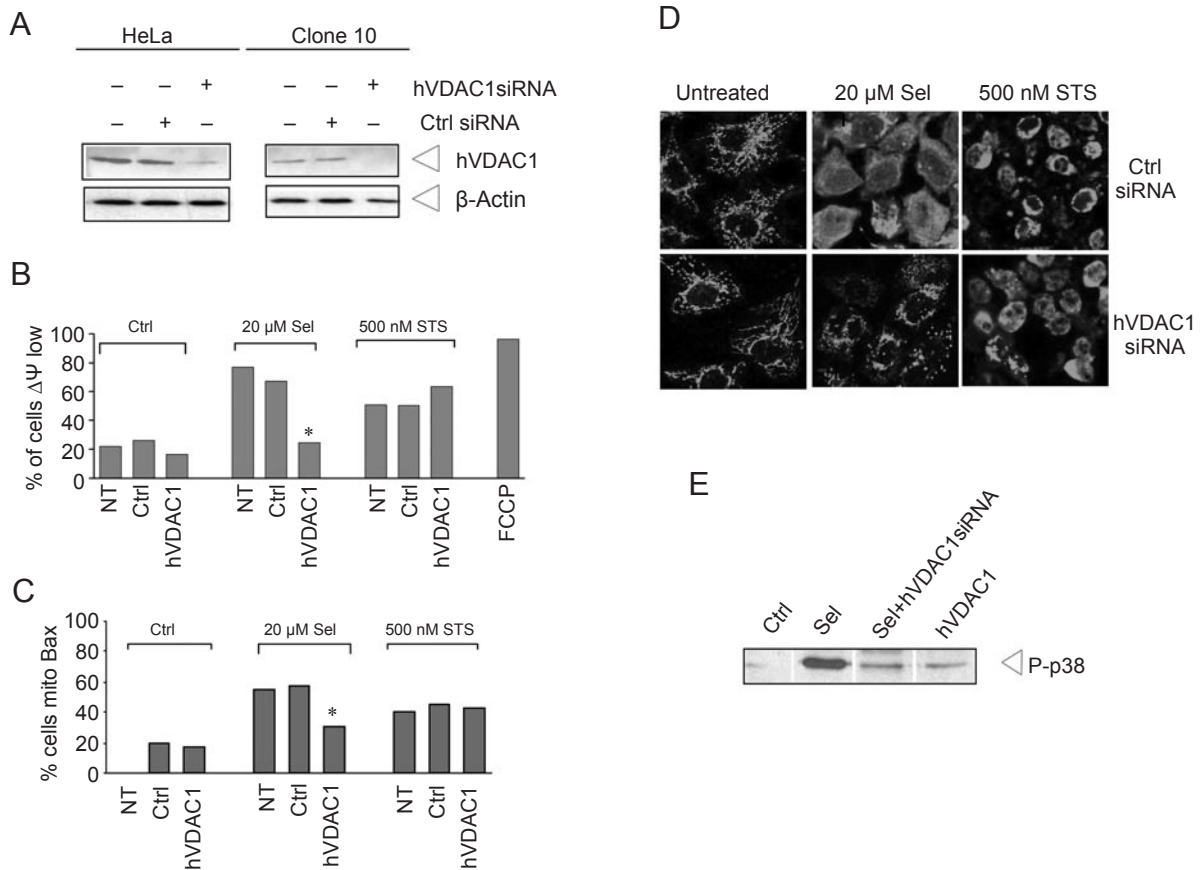 A
HeLa Clone 10
– – + – – + hVDAC1siRNA
– + – – + – Ctrl siRNA
hVDAC1
β-Actin
B
% of cells ΔΨ low
100
80
60
40
20
0
Ctrl
20 µM Sel
500 nM STS
*
NT
Ctrl
hVDAC1
NT
Ctrl
hVDAC1
NT
Ctrl
hVDAC1
FCCP
C
% cells mito Bax
100
80
60
40
20
0
Ctrl
20 µM Sel
500 nM STS
*
NT
Ctrl
hVDAC1
NT
Ctrl
hVDAC1
NT
Ctrl
hVDAC1
D
Untreated 20 µM Sel 500 nM STS
Ctrl
siRNA
hVDAC1
siRNA
E
Ctrl
Sel
Sel+hVDAC1siRNA
hVDAC1
P-p38